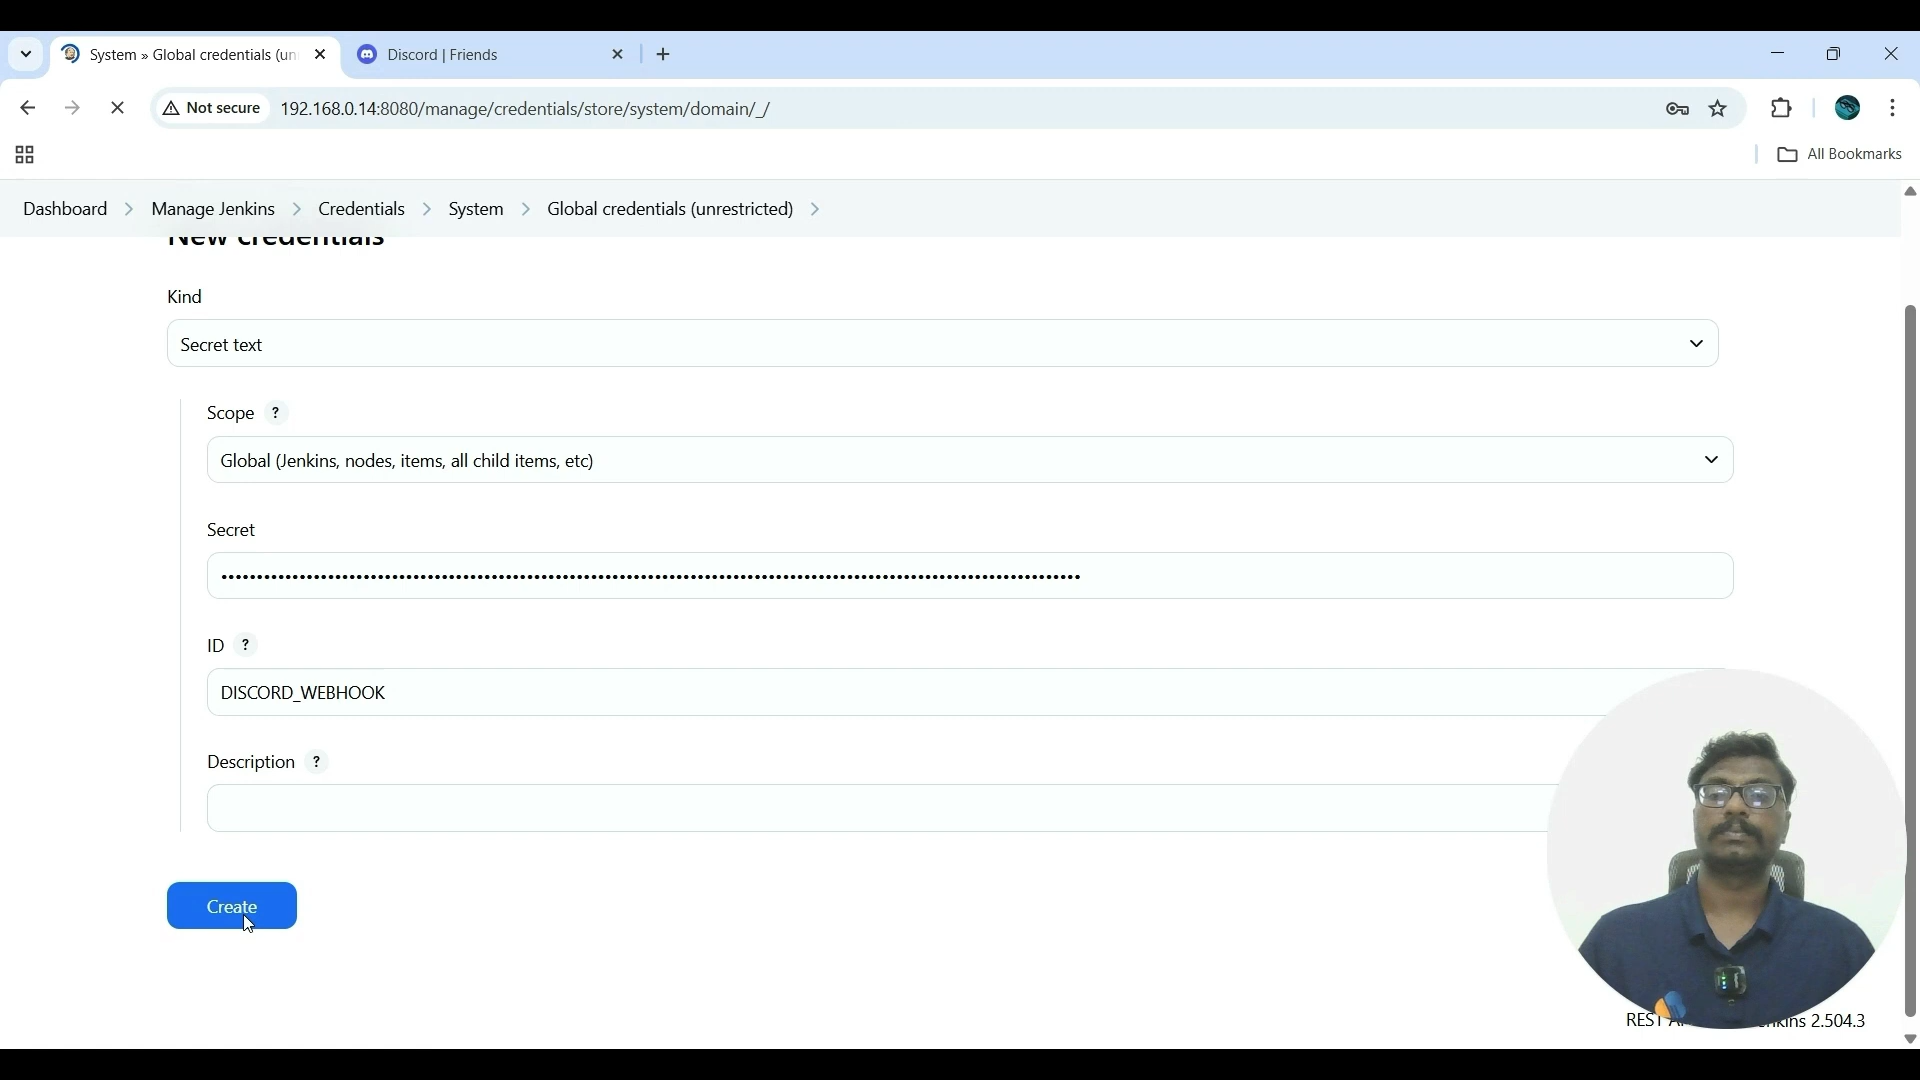 System » Global credentials (un
Discord | Friends
Not secure
192.168.0.14:8080/manage/credentials/store/system/domain/_/
All Bookmarks
Dashboard
Manage Jenkins
Credentials
System
Global credentials (unrestricted)
New credentials
Kind
Secret text
Scope ?
Global (Jenkins, nodes, items, all child items, etc)
Secret
ID ?
DISCORD_WEBHOOK
Description ?
Create
REST
2.504.3